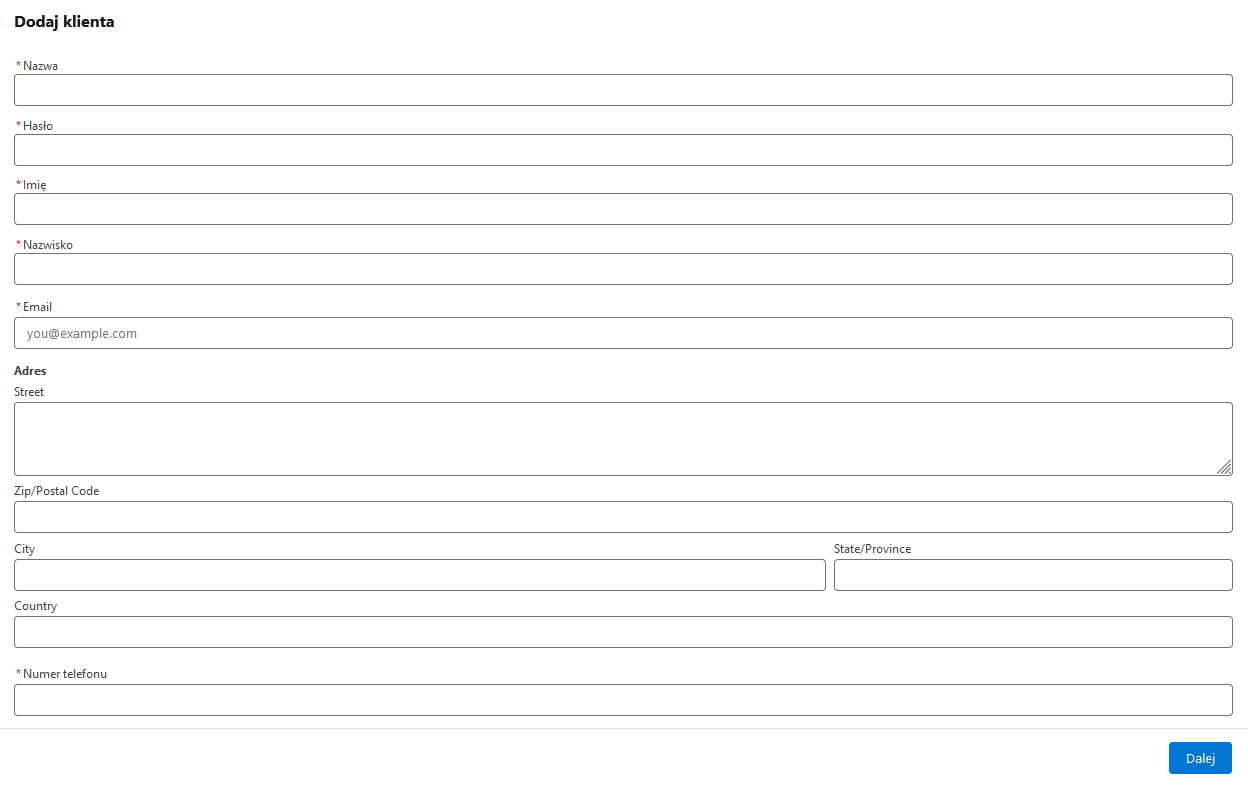 Dodaj klienta
* Nazwa
* Hasło
* Imię
* Nazwisko
* Email
you@example.com
Adres
Street
Zip/Postal Code
City State/Province
Country
* Numer telefonu
Dalej